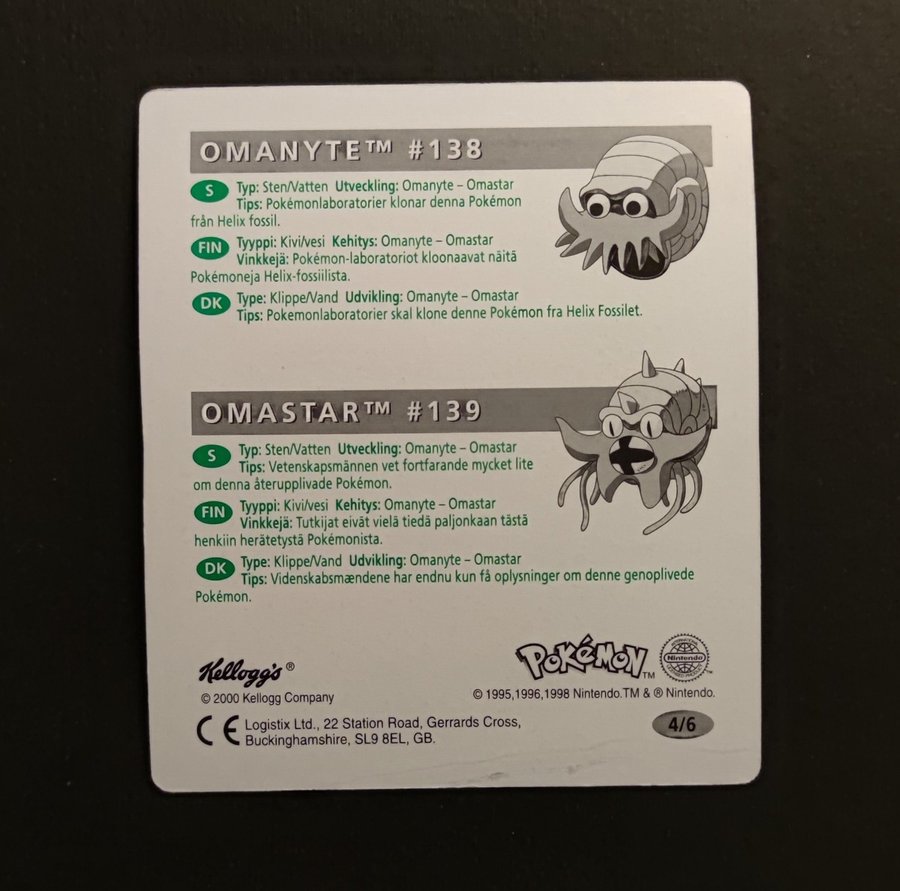 OMANYTE™ #138
S Typ: Sten/Vatten Utveckling: Omanyte – Omastar
Tips: Pokémonlaboratorier klonar denna Pokémon
från Helix fossil.
FIN Tyyppi: Kivi/vesi Kehitys: Omanyte – Omastar
Vinkkejä: Pokémon-laboratoriot kloonaavat näitä
Pokémoneja Helix-fossiilista.
DK Type: Klippe/Vand Udvikling: Omanyte – Omastar
Tips: Pokemonlaboratorier skal klone denne Pokémon fra Helix Fossilet.
OMASTAR™ #139
S Typ: Sten/Vatten Utveckling: Omanyte – Omastar
Tips: Vetenskapsmännen vet fortfarande mycket lite
om denna återupplivade Pokémon.
FIN Tyyppi: Kivi/vesi Kehitys: Omanyte – Omastar
Vinkkejä: Tutkijat eivät vielä tiedä paljonkaan tästä
henkiin herätetystä Pokémonista.
DK Type: Klippe/Vand Udvikling: Omanyte – Omastar
Tips: Videnskabsmændene har endnu kun få oplysninger om denne genoplivede
Pokémon.
Kellogg's®
© 2000 Kellogg Company
POKéMON™
Nintendo
© 1995,1996,1998 Nintendo.TM & ® Nintendo.
CE Logistix Ltd., 22 Station Road, Gerrards Cross,
Buckinghamshire, SL9 8EL, GB.
4/6